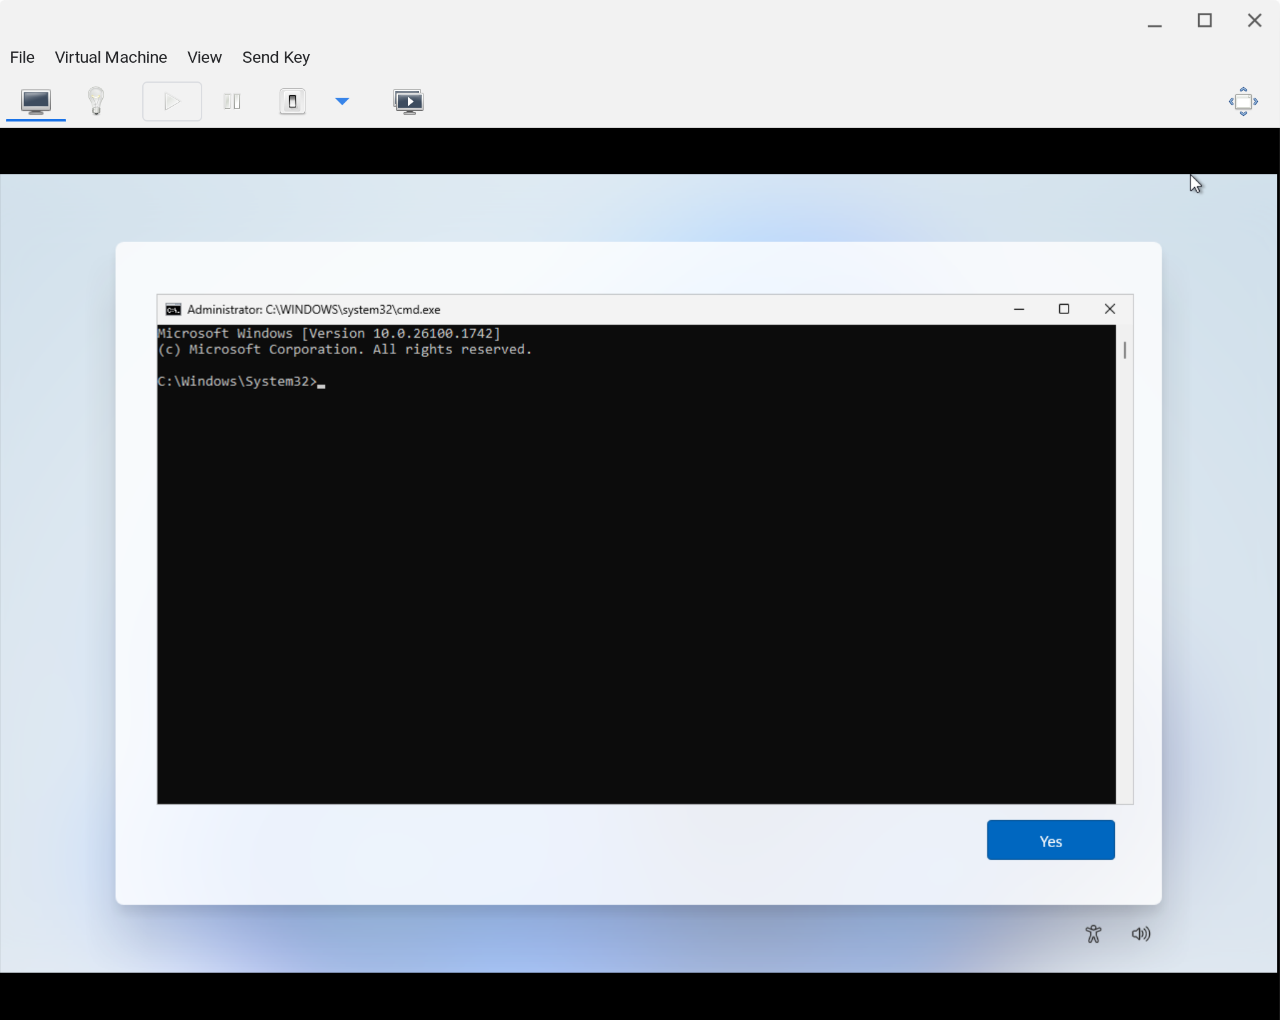 File Virtual Machine View Send Key
Administrator: C:\WINDOWS\system32\cmd.exe
Microsoft Windows [Version 10.0.26100.1742]
(c) Microsoft Corporation. All rights reserved.
C:\Windows\System32>
Yes